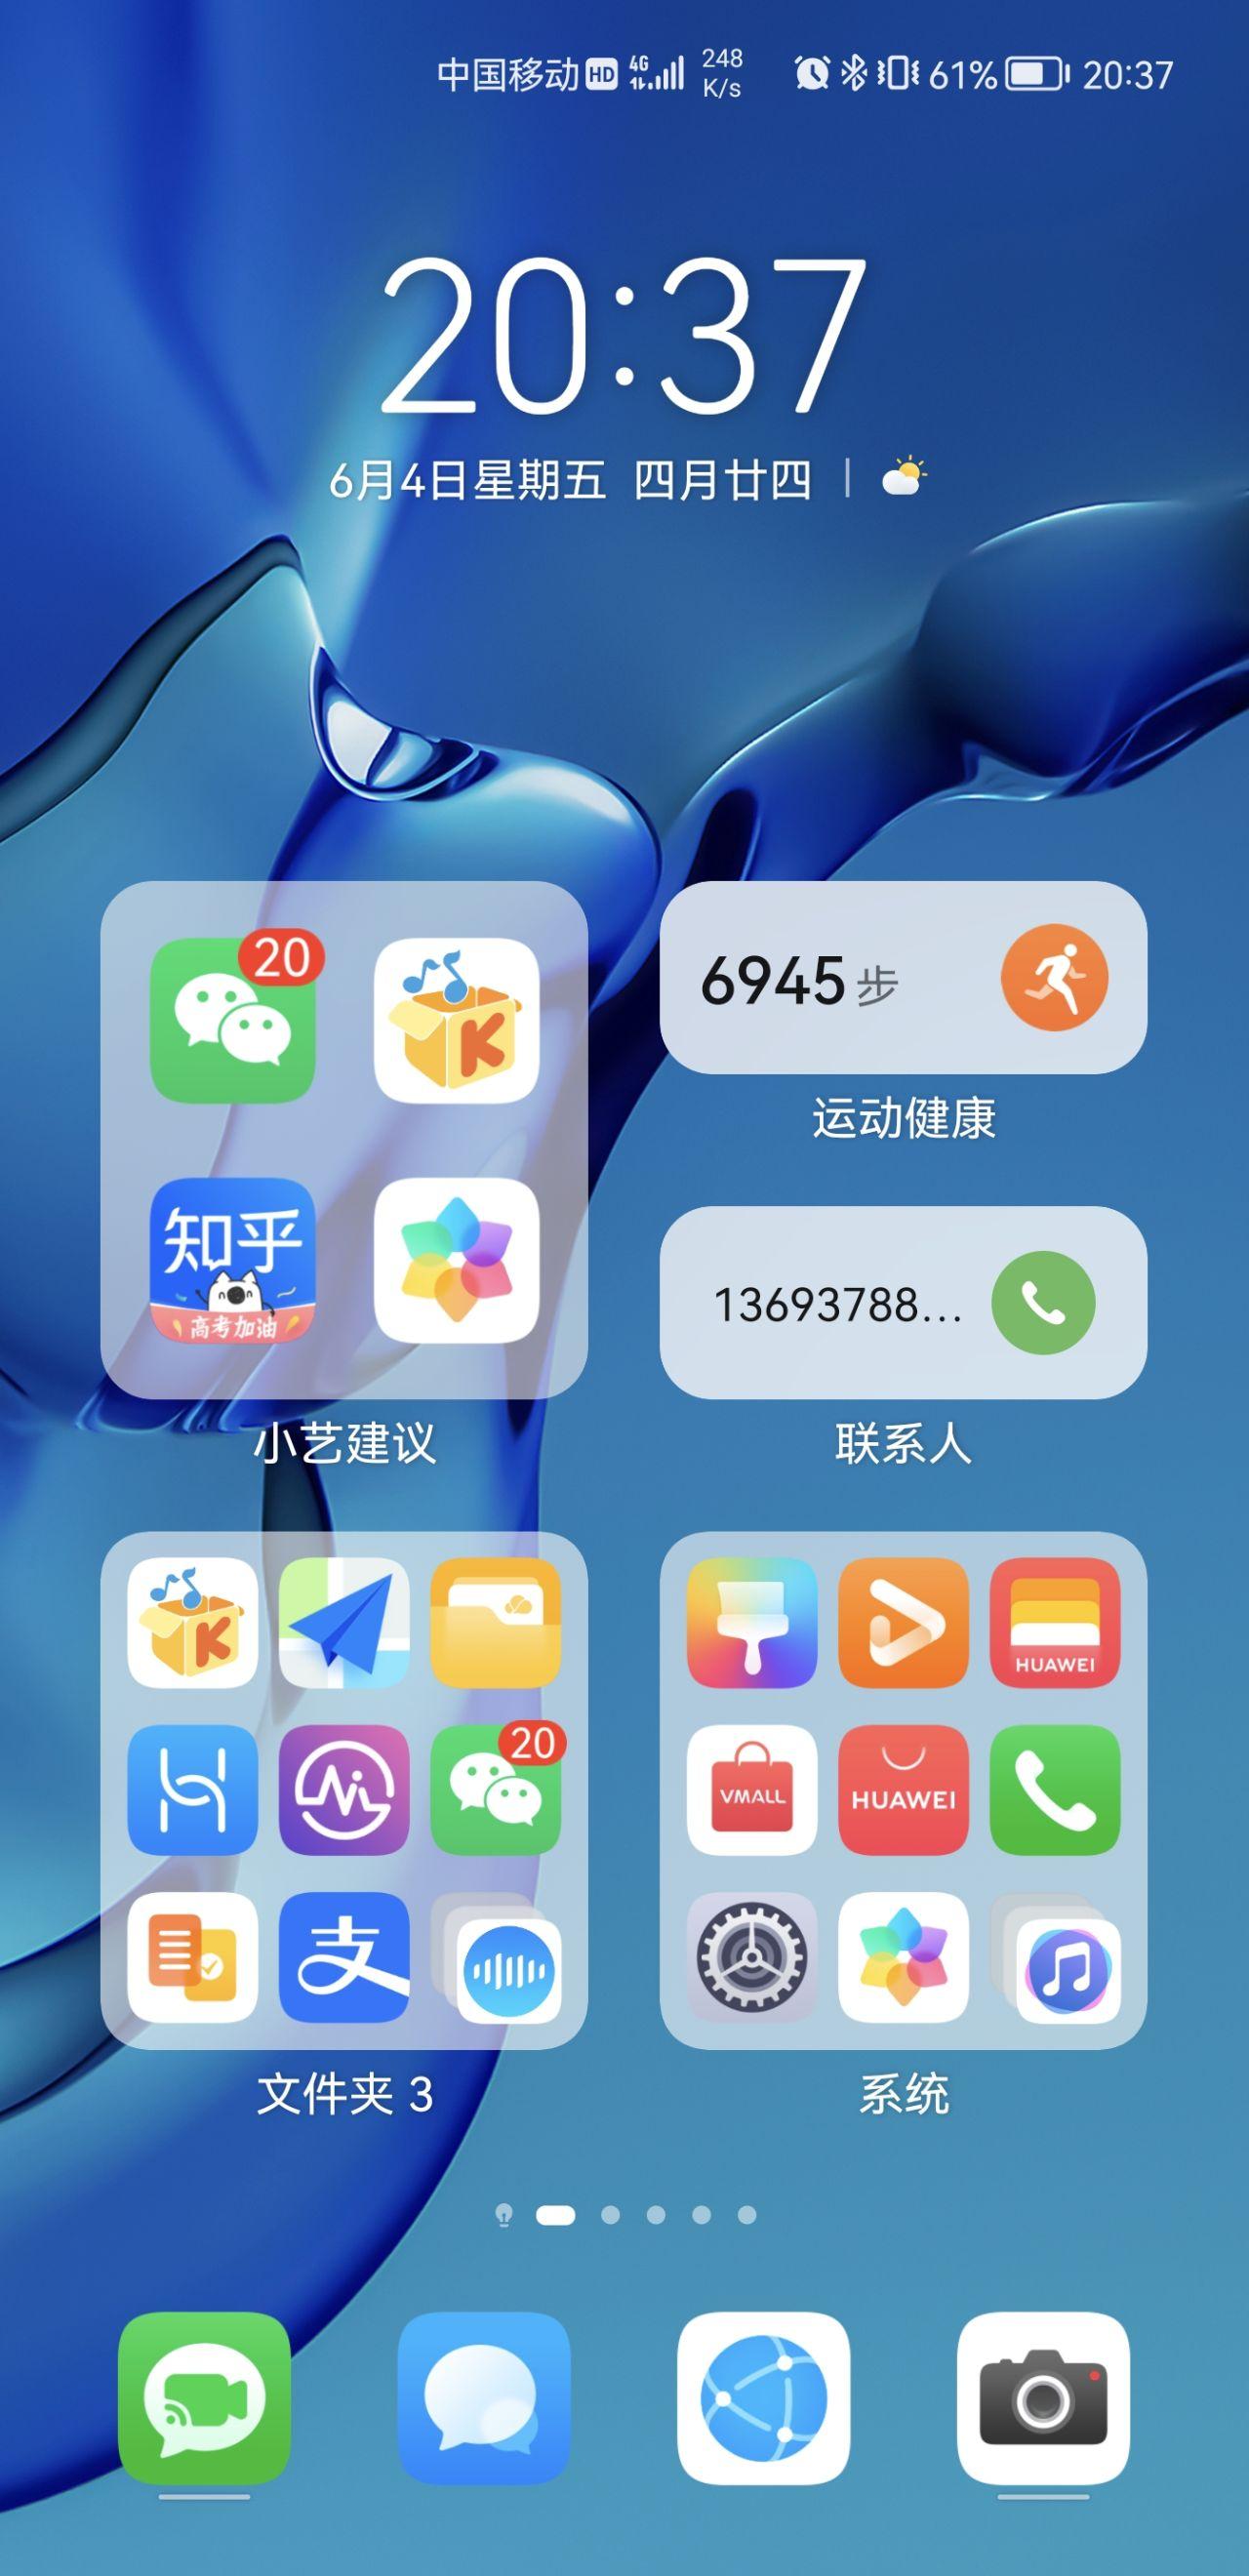 中国移动 HD 4G 248 K/s 61% 20:37
20:37
6月4日星期五 四月廿四
20
K
6945 步
运动健康
知乎
高考加油
13693788...
小艺建议
联系人
K
HUAWEI
20
VMALL
HUAWEI
支
文件夹 3
系统